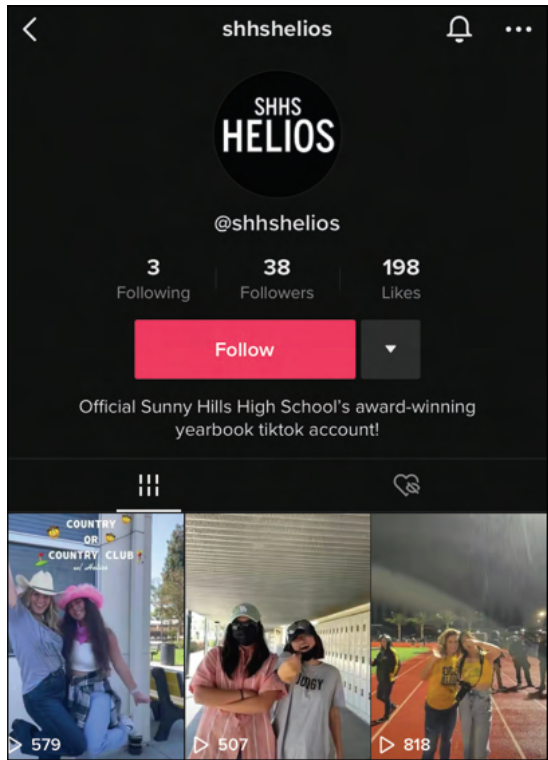 shhshelios
SHHS
HELIOS
@shhshelios
3 38 198
Following Followers Likes
Follow
Official Sunny Hills High School's award-winning
yearbook tiktok account!
COUNTRY
OR
COUNTRY CLUB
579 507 818